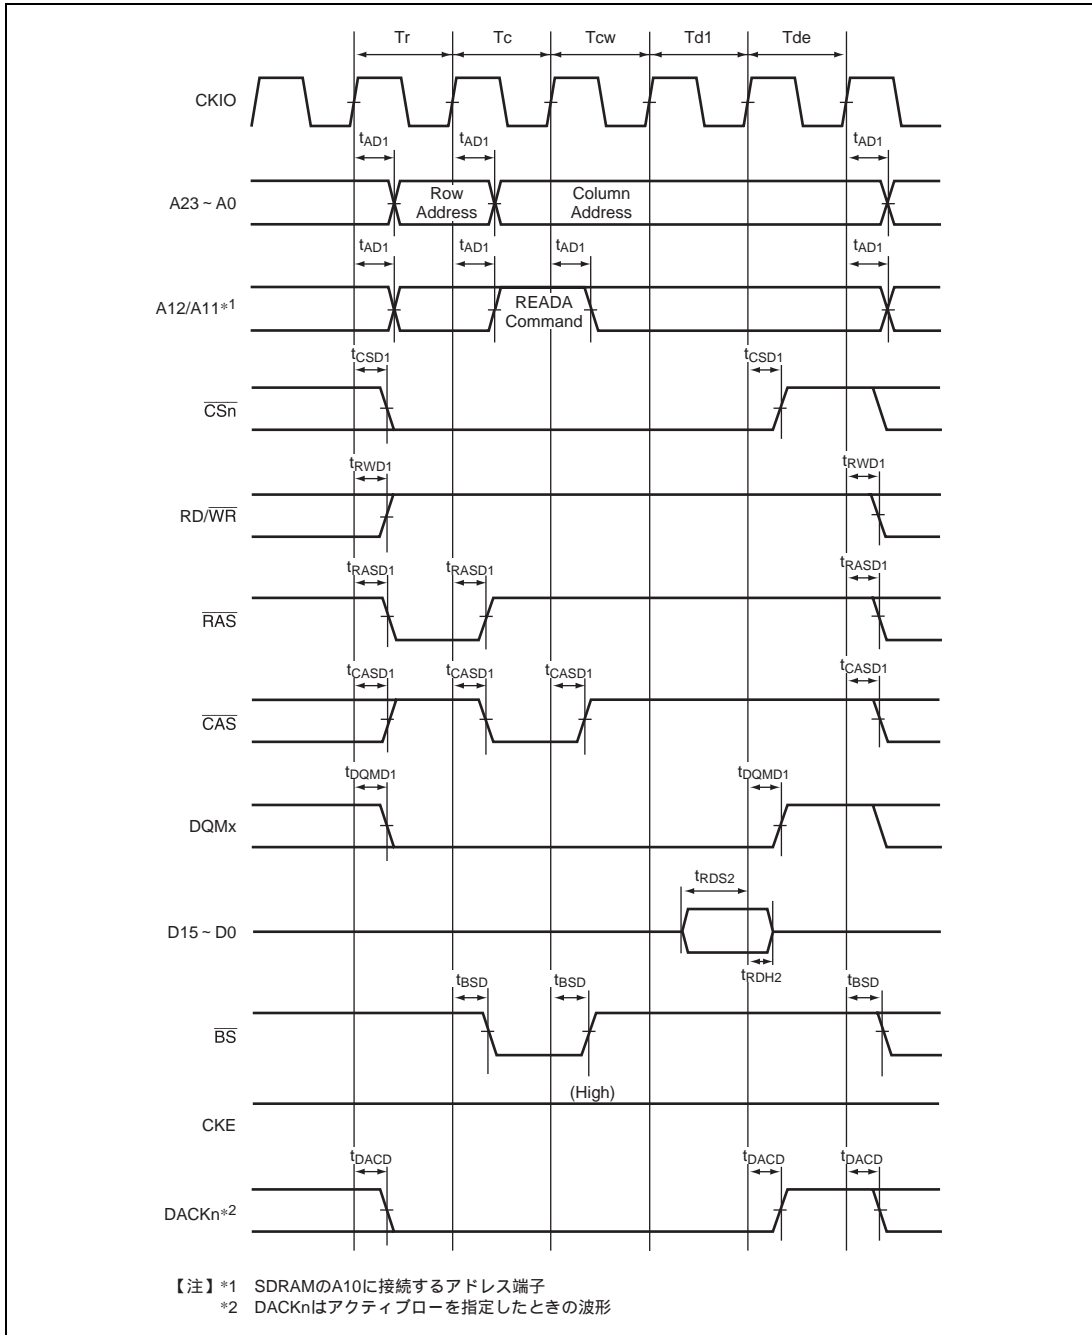 Tr Tc Tcw Td1 Tde
CKIO
tAD1 tAD1 tAD1
A23 ~ A0 Row Address Column Address
tAD1 tAD1 tAD1 tAD1
A12/A11*1 READA Command
tCSD1 tCSD1
CSn
tRWD1 tRWD1
RD/WR
tRASD1 tRASD1 tRASD1
RAS
tCASD1 tCASD1 tCASD1 tCASD1
CAS
tDQMD1 tDQMD1
DQMx
tRDS2
D15 ~ D0
tRDH2
tBSD tBSD tBSD
BS
(High)
CKE
tDACD tDACD tDACD
DACKn*2
【注】*1 SDRAMのA10に接続するアドレス端子
*2 DACKnはアクティブローを指定したときの波形